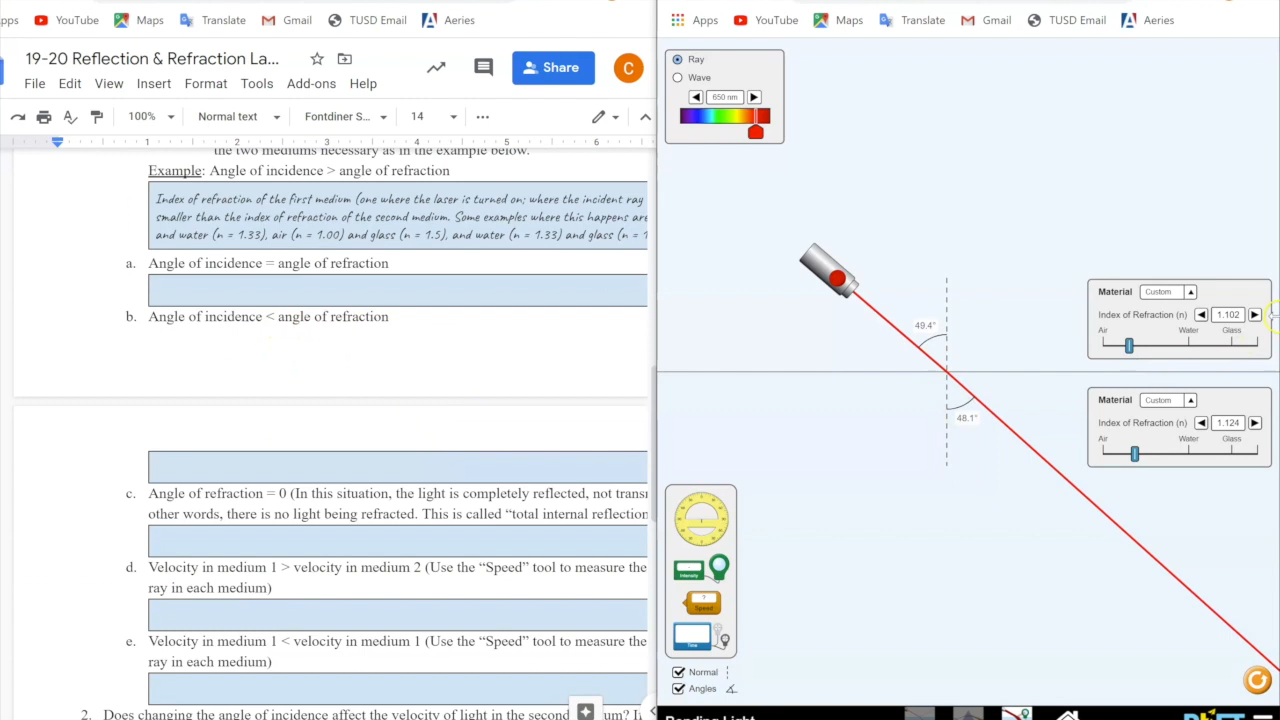 pps YouTube Maps Translate Gmail TUSD Email Aeries
19-20 Reflection & Refraction La...
Share
C
File Edit View Insert Format Tools Add-ons Help
100% Normal text Fontdiner S... 14
1 2 3 4 5 6
the two mediums necessary as in the example below.
Example: Angle of incidence > angle of refraction
Index of refraction of the first medium (one where the laser is turned on; where the incident ray
smaller than the index of refraction of the second medium. Some examples where this happens are
and water (n = 1.33), air (n = 1.00) and glass (n = 1.5), and water (n = 1.33) and glass (n = 1
a. Angle of incidence = angle of refraction
b. Angle of incidence < angle of refraction
c. Angle of refraction = 0 (In this situation, the light is completely reflected, not transm
other words, there is no light being refracted. This is called “total internal reflection
d. Velocity in medium 1 > velocity in medium 2 (Use the “Speed” tool to measure the
ray in each medium)
e. Velocity in medium 1 < velocity in medium 1 (Use the “Speed” tool to measure the
ray in each medium)
2. Does changing the angle of incidence affect the velocity of light in the second
Apps YouTube Maps Translate Gmail TUSD Email Aeries
Ray
Wave
650 nm
49.4°
48.1°
Material Custom
Index of Refraction (n) 1.102
Air Water Glass
Material Custom
Index of Refraction (n) 1.124
Air Water Glass
Intensity
?
Speed
Time
Normal
Angles
Bending Light